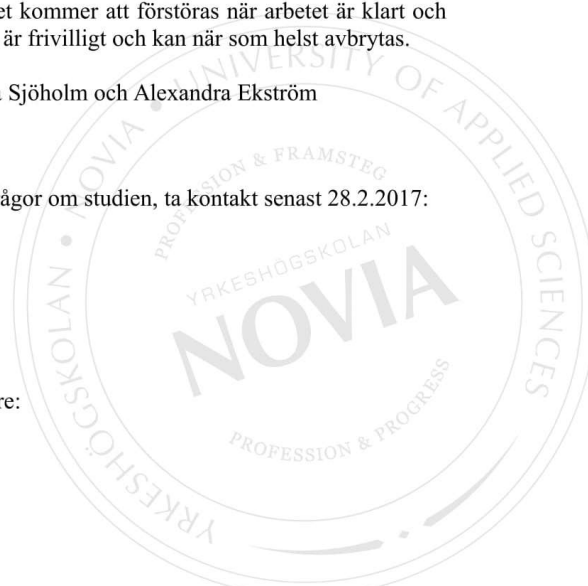 et kommer att förstöras när arbetet är klart och
är frivilligt och kan när som helst avbrytas.
Sjöholm och Alexandra Ekström
ågor om studien, ta kontakt senast 28.2.2017:
re:
YRKESHÖGSKOLAN • NOVIA • UNIVERSITY OF APPLIED SCIENCES
PROFESSION & FRAMSTEG
YRKESHÖGSKOLAN
NOVIA
PROFESSION & PROGRESS